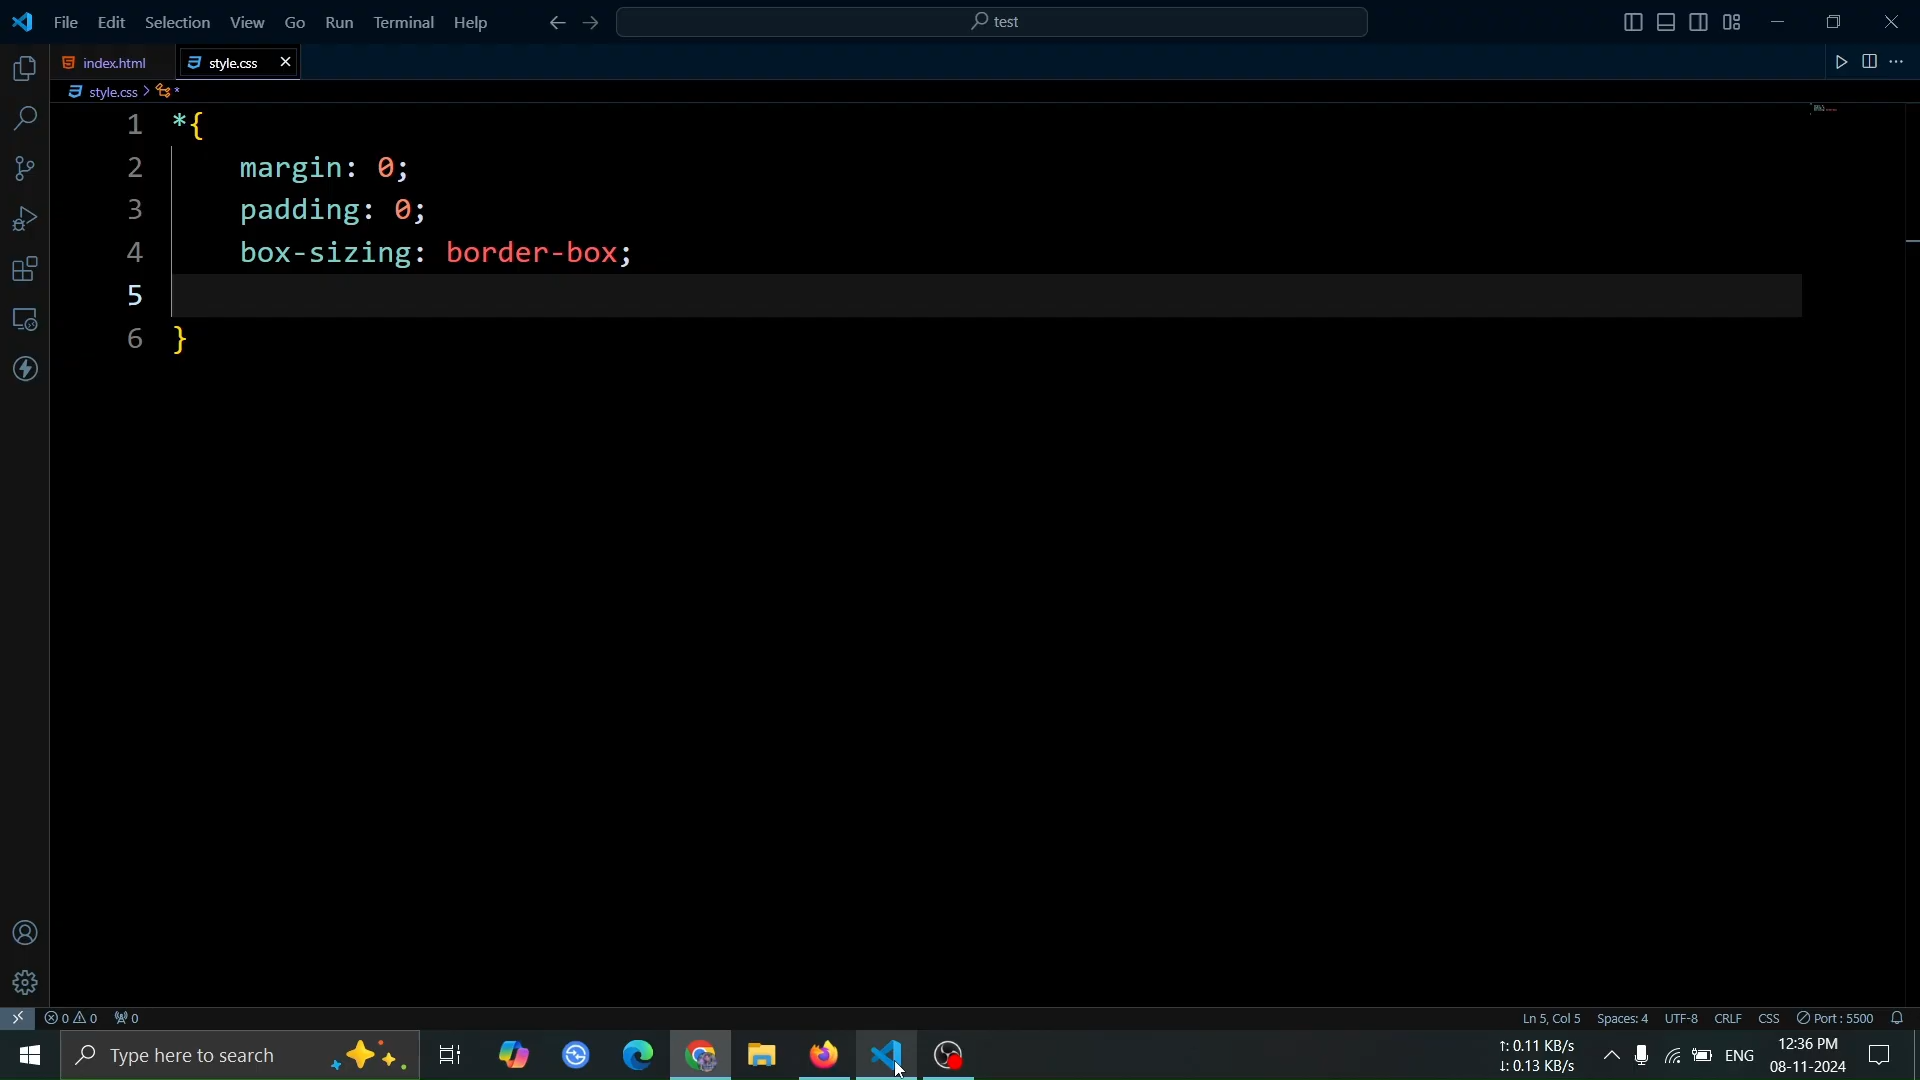 File Edit Selection View Go Run Terminal Help
test
index.html
style.css
style.css > *
1 *{
2 margin: 0;
3 padding: 0;
4 box-sizing: border-box;
5
6 }
0 0 0
Ln 5, Col 5 Spaces: 4 UTF-8 CRLF CSS Port : 5500
Type here to search
↑: 0.11 KB/s
↓: 0.13 KB/s
ENG
12:36 PM
08-11-2024